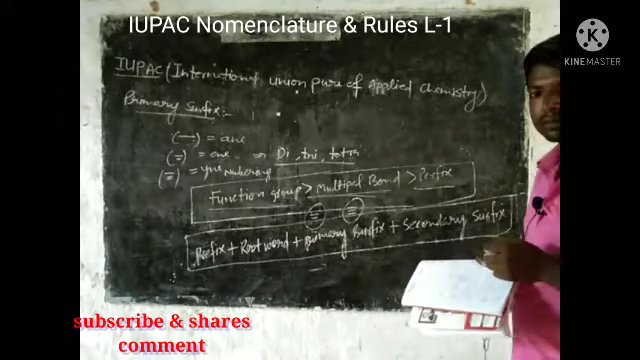 IUPAC Nomenclature & Rules L-1
KINEMASTER
IUPAC (International union pure of Applied Chemistry)
Primary Suffix:-
(—) = ane
(=) = ene → Di, tri, tetra
(≡) = yne numbering
Function group > Multipal Bond > Prefix
(=) (≡)
Prefix + Root word + primary suffix + Secondary suffix
subscribe & shares
comment